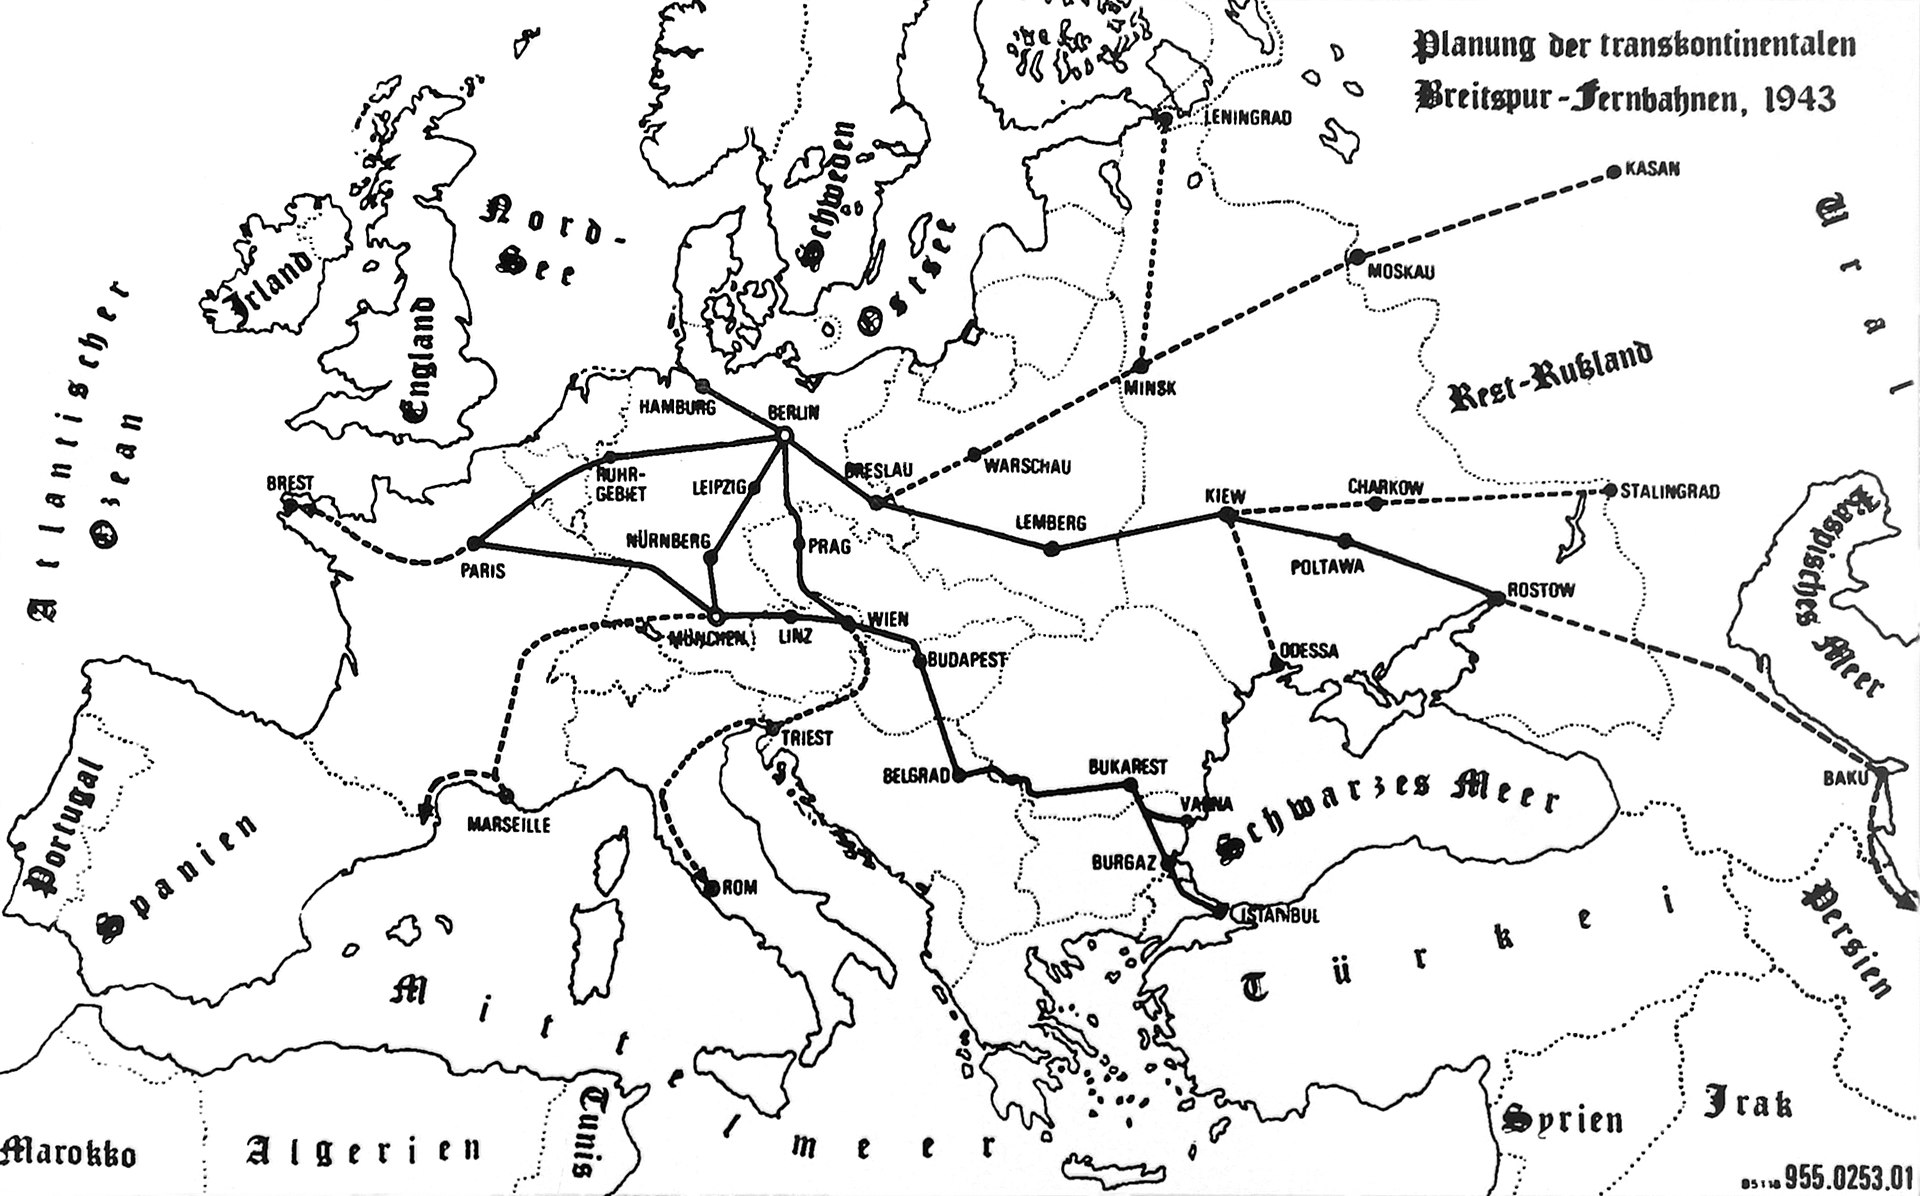 Planung der transkontinentalen
Breitspur-Fernbahnen, 1943
LENINGRAD
KASAN
Ural
MOSKAU
Schweden
Nord-
See
Irland
England
Ostsee
Atlantischer
Ozean
MINSK
Rest-Rußland
HAMBURG
BERLIN
BRESLAU
WARSCHAU
RUHR-
GEBIET
LEIPZIG
BREST
KIEW
CHARKOW
STALINGRAD
LEMBERG
NÜRNBERG
PRAG
PARIS
POLTAWA
ROSTOW
Kaspisches Meer
MÜNCHEN
LINZ
WIEN
BUDAPEST
ODESSA
TRIEST
BELGRAD
BUKAREST
BAKU
VARNA
Schwarzes Meer
MARSEILLE
Portugal
Spanien
BURGAZ
ROM
ISTANBUL
Türkei
Persien
Mittelmeer
Marokko
Algerien
Tunis
Syrien
Irak
955.0253.01